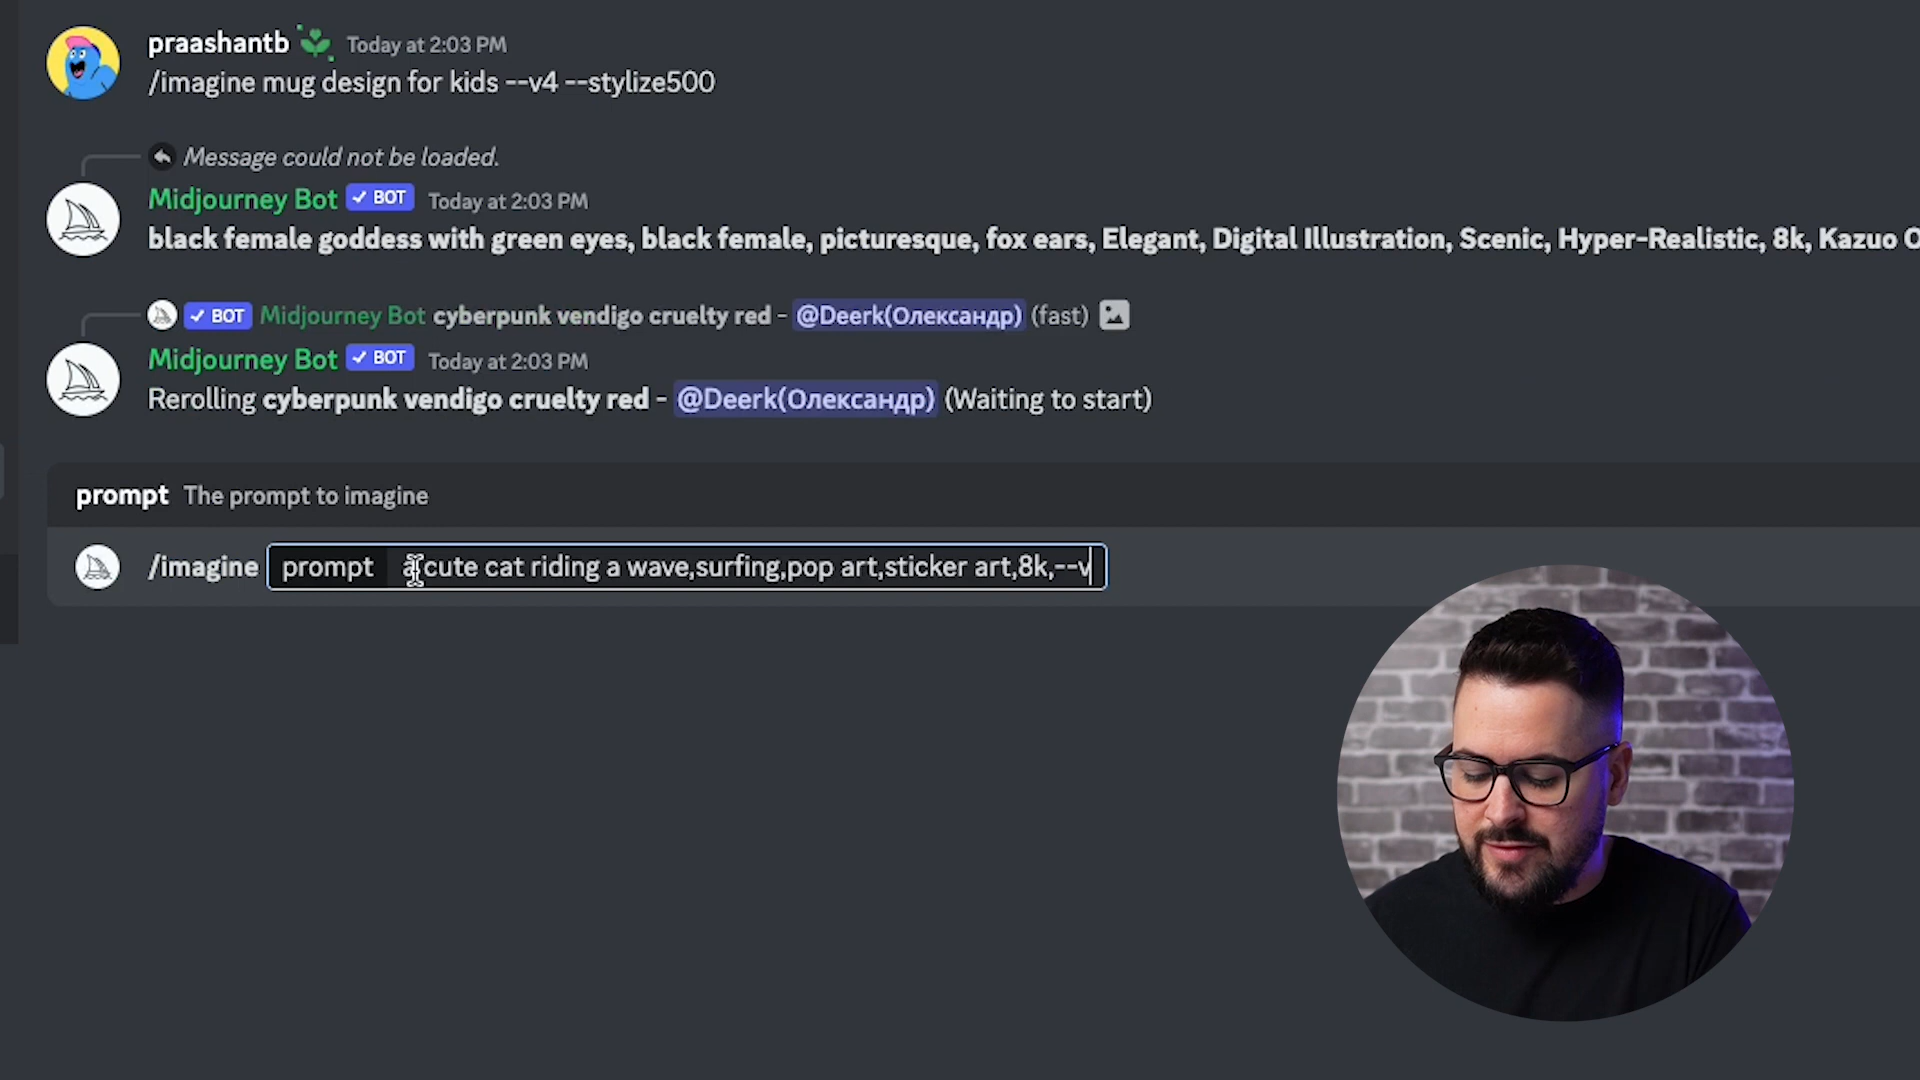 praashantb Today at 2:03 PM
/imagine mug design for kids --v4 --stylize500
Message could not be loaded.
Midjourney Bot ✓ BOT Today at 2:03 PM
black female goddess with green eyes, black female, picturesque, fox ears, Elegant, Digital Illustration, Scenic, Hyper-Realistic, 8k, Kazuo O
✓ BOT Midjourney Bot cyberpunk vendigo cruelty red - @Deerk(Олександр) (fast)
Midjourney Bot ✓ BOT Today at 2:03 PM
Rerolling cyberpunk vendigo cruelty red - @Deerk(Олександр) (Waiting to start)
prompt The prompt to imagine
/imagine prompt a cute cat riding a wave,surfing,pop art,sticker art,8k,--v